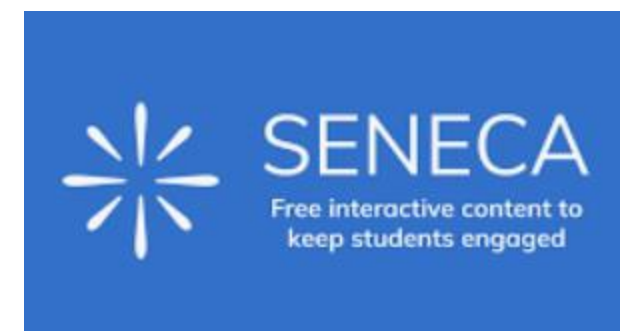 SENECA
Free interactive content to
keep students engaged